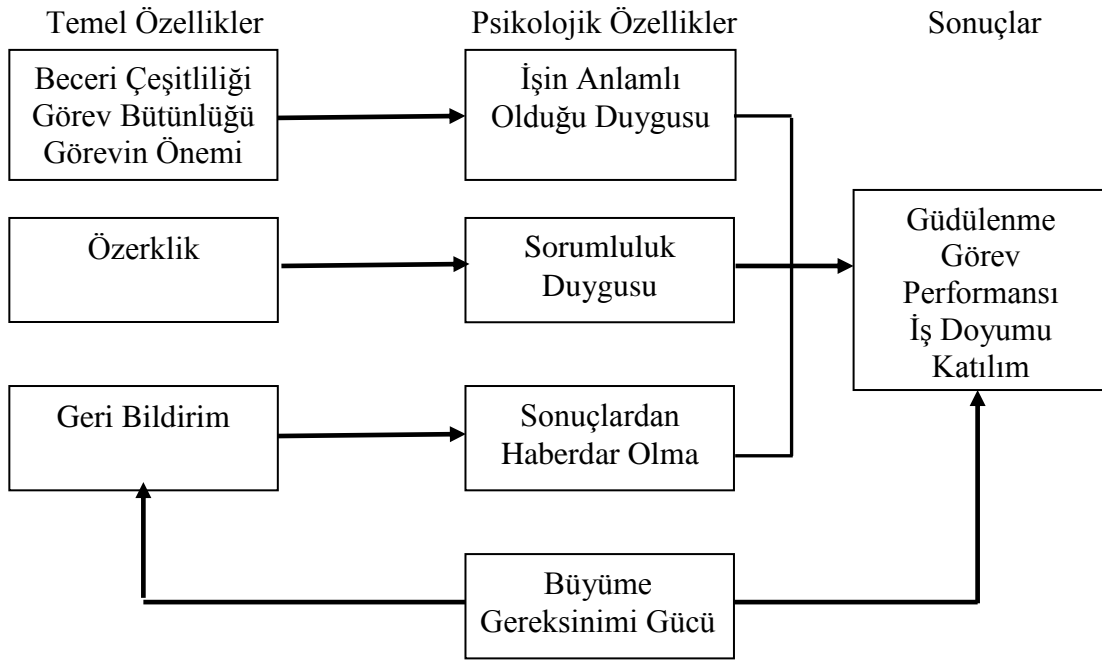 Temel Özellikler
Psikolojik Özellikler
Sonuçlar
Beceri Çeşitliliği
Görev Bütünlüğü
Görevin Önemi
İşin Anlamlı
Olduğu Duygusu
Özerklik
Sorumluluk
Duygusu
Güdülenme
Görev
Performansı
İş Doyumu
Katılım
Geri Bildirim
Sonuçlardan
Haberdar Olma
Büyüme
Gereksinimi Gücü